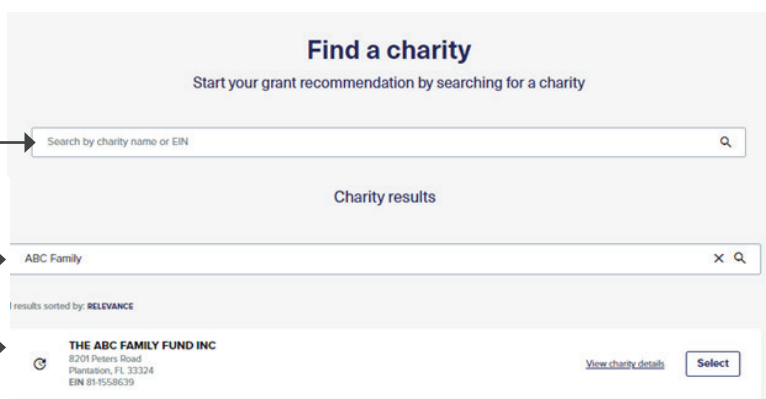 Find a charity
Start your grant recommendation by searching for a charity
Search by charity name or EIN
Charity results
ABC Family
results sorted by: RELEVANCE
THE ABC FAMILY FUND INC
8201 Peters Road
Plantation, FL 33324
EIN 81-1558639
View charity details
Select